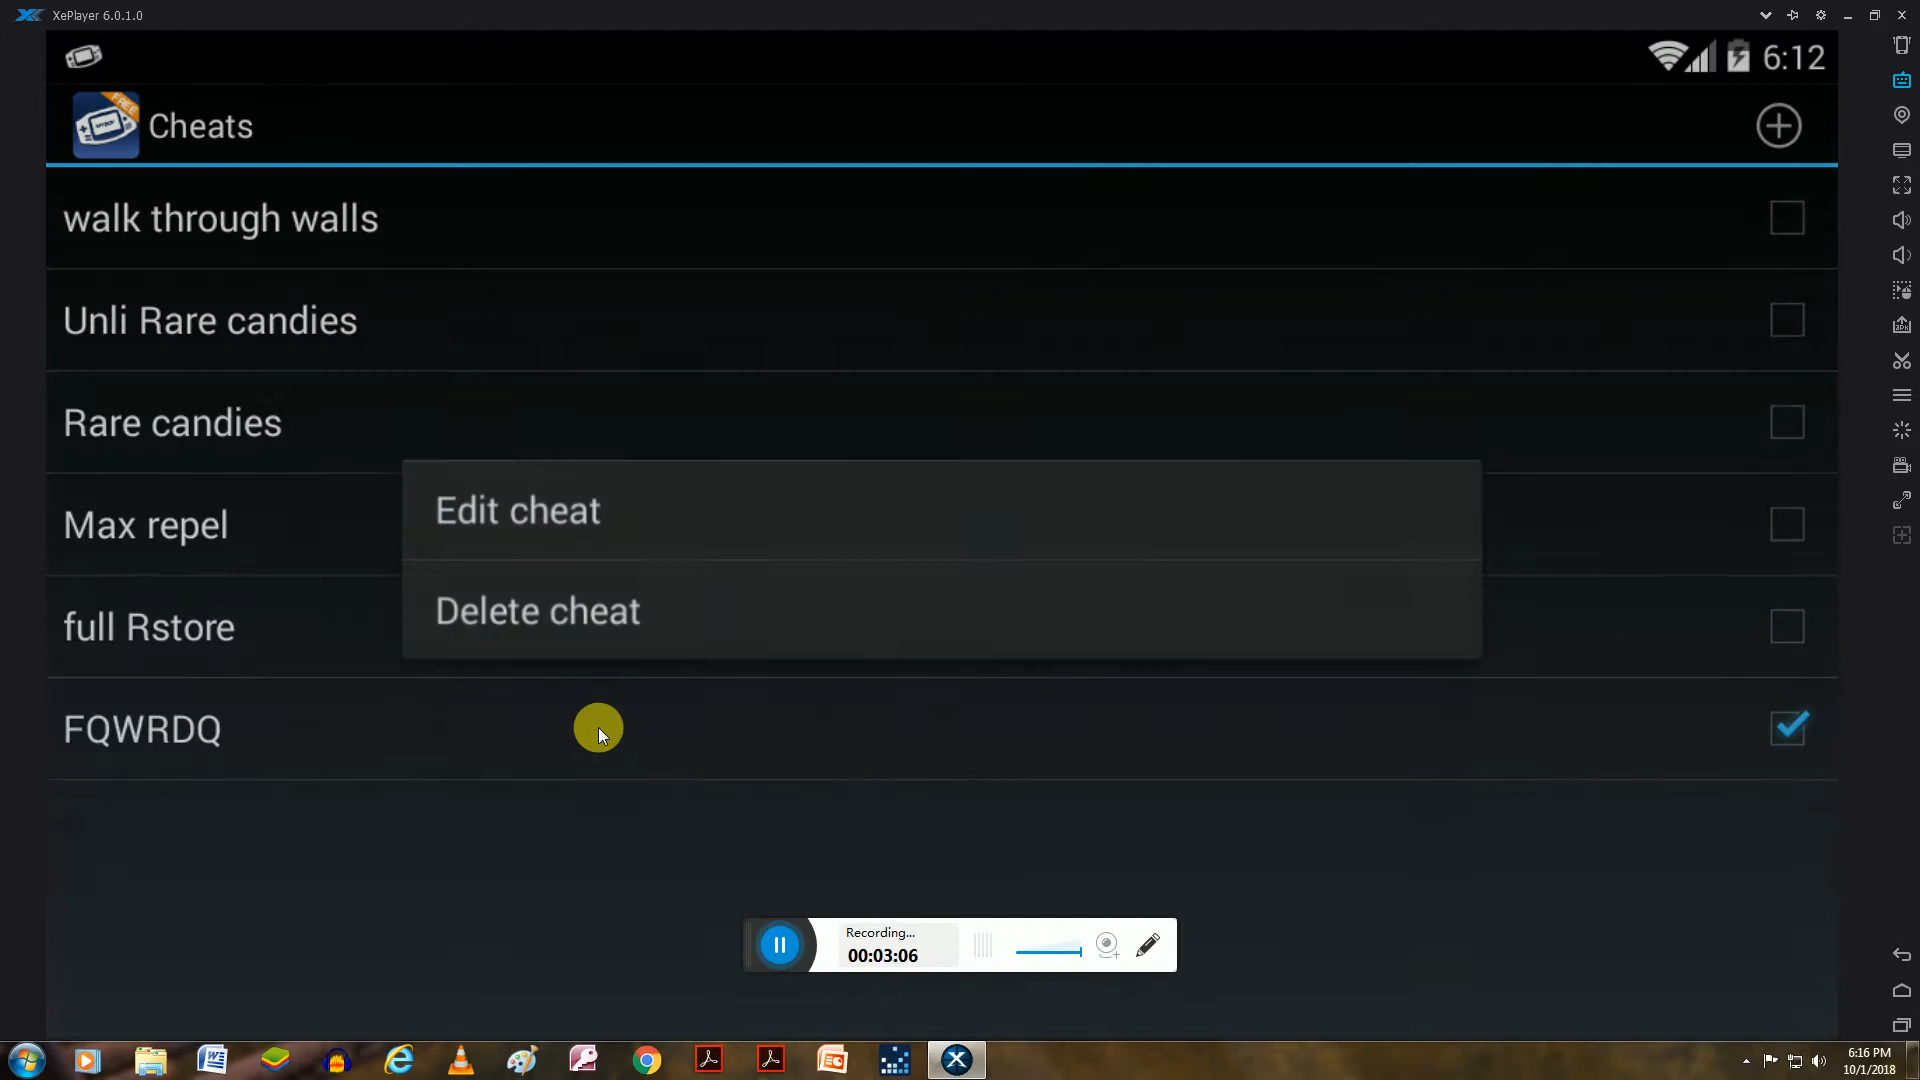 XePlayer 6.0.1.0
6:12
FREE
Cheats
walk through walls
Unli Rare candies
Rare candies
Max repel
Edit cheat
Delete cheat
full Rstore
FQWRDQ
Recording...
00:03:06
6:16 PM
10/1/2018